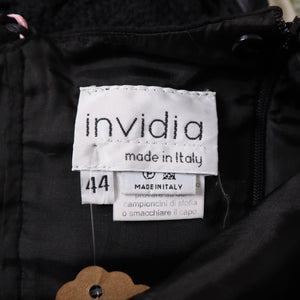 invidia
made in Italy
44
MADE IN ITALY
campioncini di stoffa
o smacchiare il capo